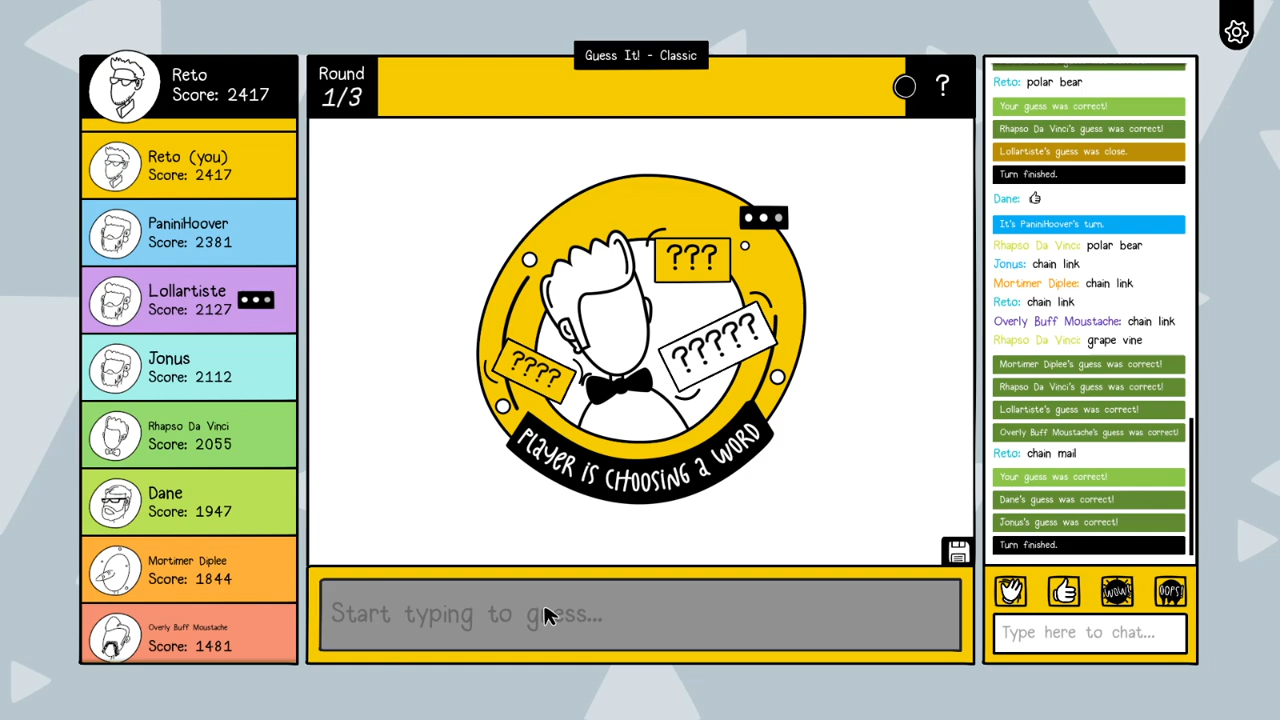 Guess It! - Classic
Reto
Score: 2417
Reto (you)
Score: 2417
PaniniHoover
Score: 2381
Lollartiste
Score: 2127
Jonus
Score: 2112
Rhapso Da Vinci
Score: 2055
Dane
Score: 1947
Mortimer Diplee
Score: 1844
Overly Buff Moustache
Score: 1481
Round
1/3
?
???
?????
????
PLAYER IS CHOOSING A WORD
Start typing to guess...
Reto: polar bear
Your guess was correct!
Rhapso Da Vinci's guess was correct!
Lollartiste's guess was close.
Turn finished.
Dane:
It's PaniniHoover's turn.
Rhapso Da Vinci: polar bear
Jonus: chain link
Mortimer Diplee: chain link
Reto: chain link
Overly Buff Moustache: chain link
Rhapso Da Vinci: grape vine
Mortimer Diplee's guess was correct!
Rhapso Da Vinci's guess was correct!
Lollartiste's guess was correct!
Overly Buff Moustache's guess was correct!
Reto: chain mail
Your guess was correct!
Dane's guess was correct!
Jonus's guess was correct!
Turn finished.
WOW!
OOPS!
Type here to chat...